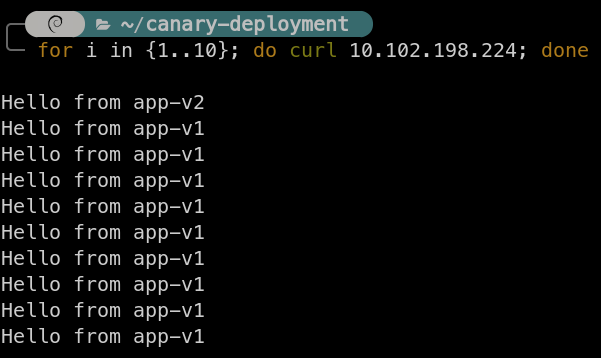 ~/canary-deployment
for i in {1..10}; do curl 10.102.198.224; done
Hello from app-v2
Hello from app-v1
Hello from app-v1
Hello from app-v1
Hello from app-v1
Hello from app-v1
Hello from app-v1
Hello from app-v1
Hello from app-v1
Hello from app-v1